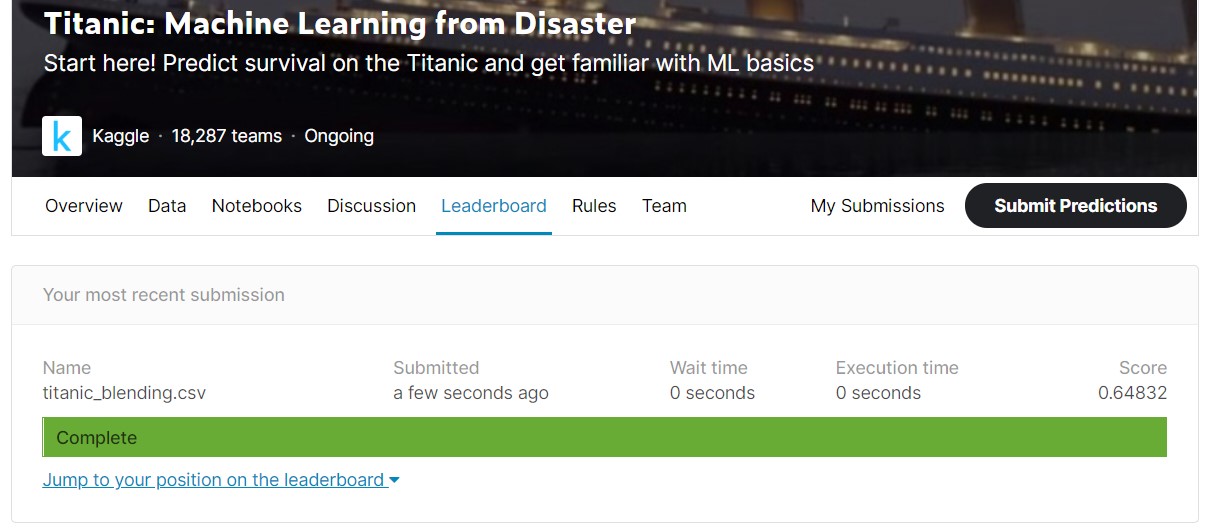 Titanic: Machine Learning from Disaster
Start here! Predict survival on the Titanic and get familiar with ML basics
k Kaggle · 18,287 teams · Ongoing
Overview Data Notebooks Discussion Leaderboard Rules Team My Submissions Submit Predictions
Your most recent submission
Name Submitted Wait time Execution time Score
titanic_blending.csv a few seconds ago 0 seconds 0 seconds 0.64832
Complete
Jump to your position on the leaderboard